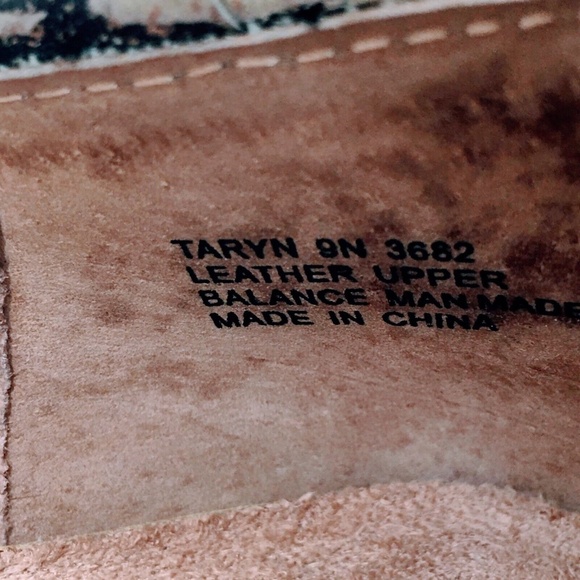 TARYN 9N 3682
LEATHER UPPER
BALANCE MAN MADE
MADE IN CHINA